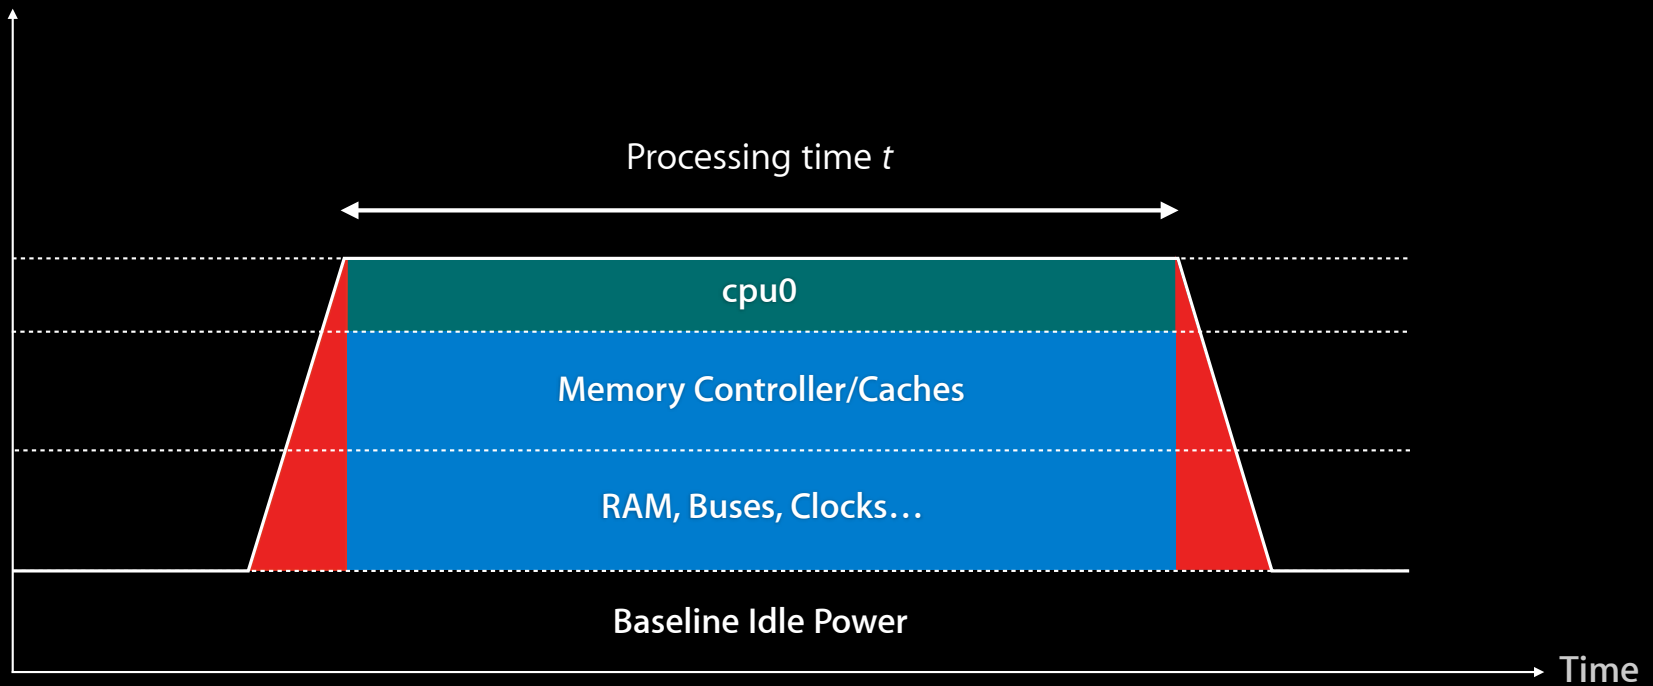 Processing time t
cpu0
Memory Controller/Caches
RAM, Buses, Clocks…
Baseline Idle Power
Time